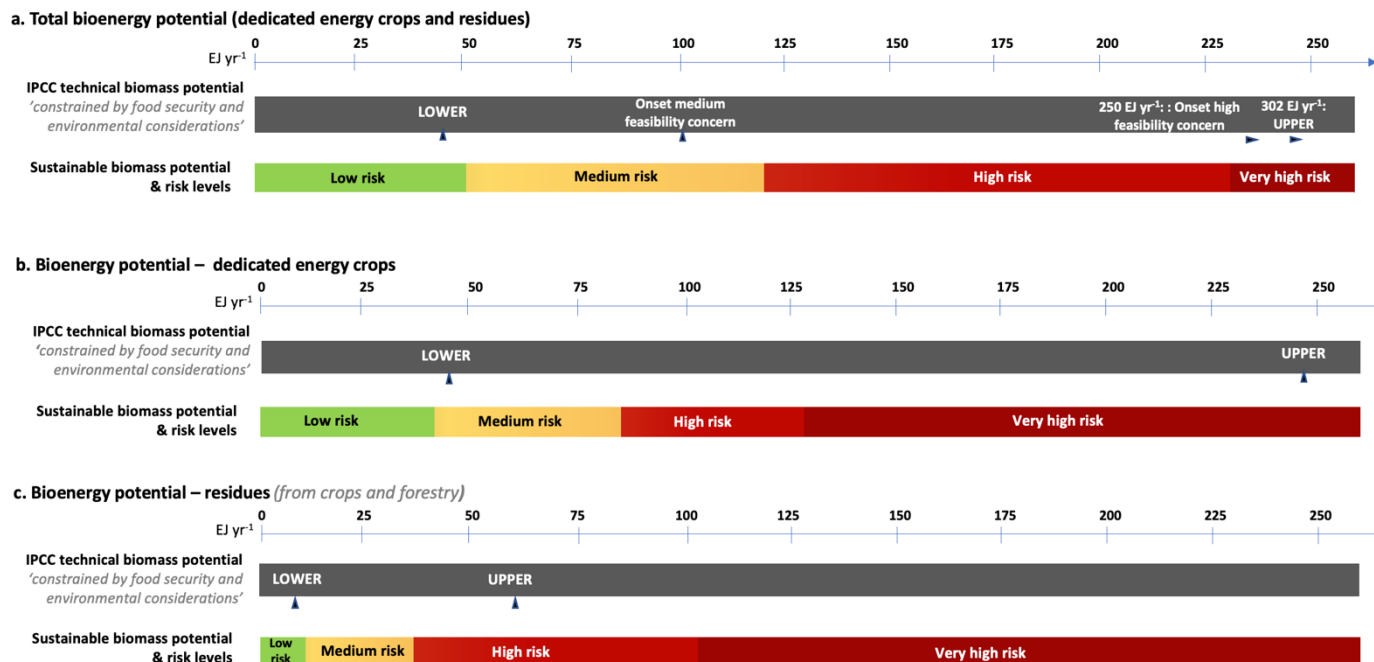 a. Total bioenergy potential (dedicated energy crops and residues)
0 25 50 75 100 125 150 175 200 225 250
EJ yr-1
IPCC technical biomass potential
'constrained by food security and
environmental considerations'
LOWER
Onset medium
feasibility concern
250 EJ yr-1: : Onset high
feasibility concern
302 EJ yr-1:
UPPER
Sustainable biomass potential
& risk levels
Low risk Medium risk High risk Very high risk
b. Bioenergy potential – dedicated energy crops
0 25 50 75 100 125 150 175 200 225 250
EJ yr-1
IPCC technical biomass potential
'constrained by food security and
environmental considerations'
LOWER UPPER
Sustainable biomass potential
& risk levels
Low risk Medium risk High risk Very high risk
c. Bioenergy potential – residues (from crops and forestry)
0 25 50 75 100 125 150 175 200 225 250
EJ yr-1
IPCC technical biomass potential
'constrained by food security and
environmental considerations'
LOWER UPPER
Sustainable biomass potential
& risk levels
Low
risk
Medium risk High risk Very high risk